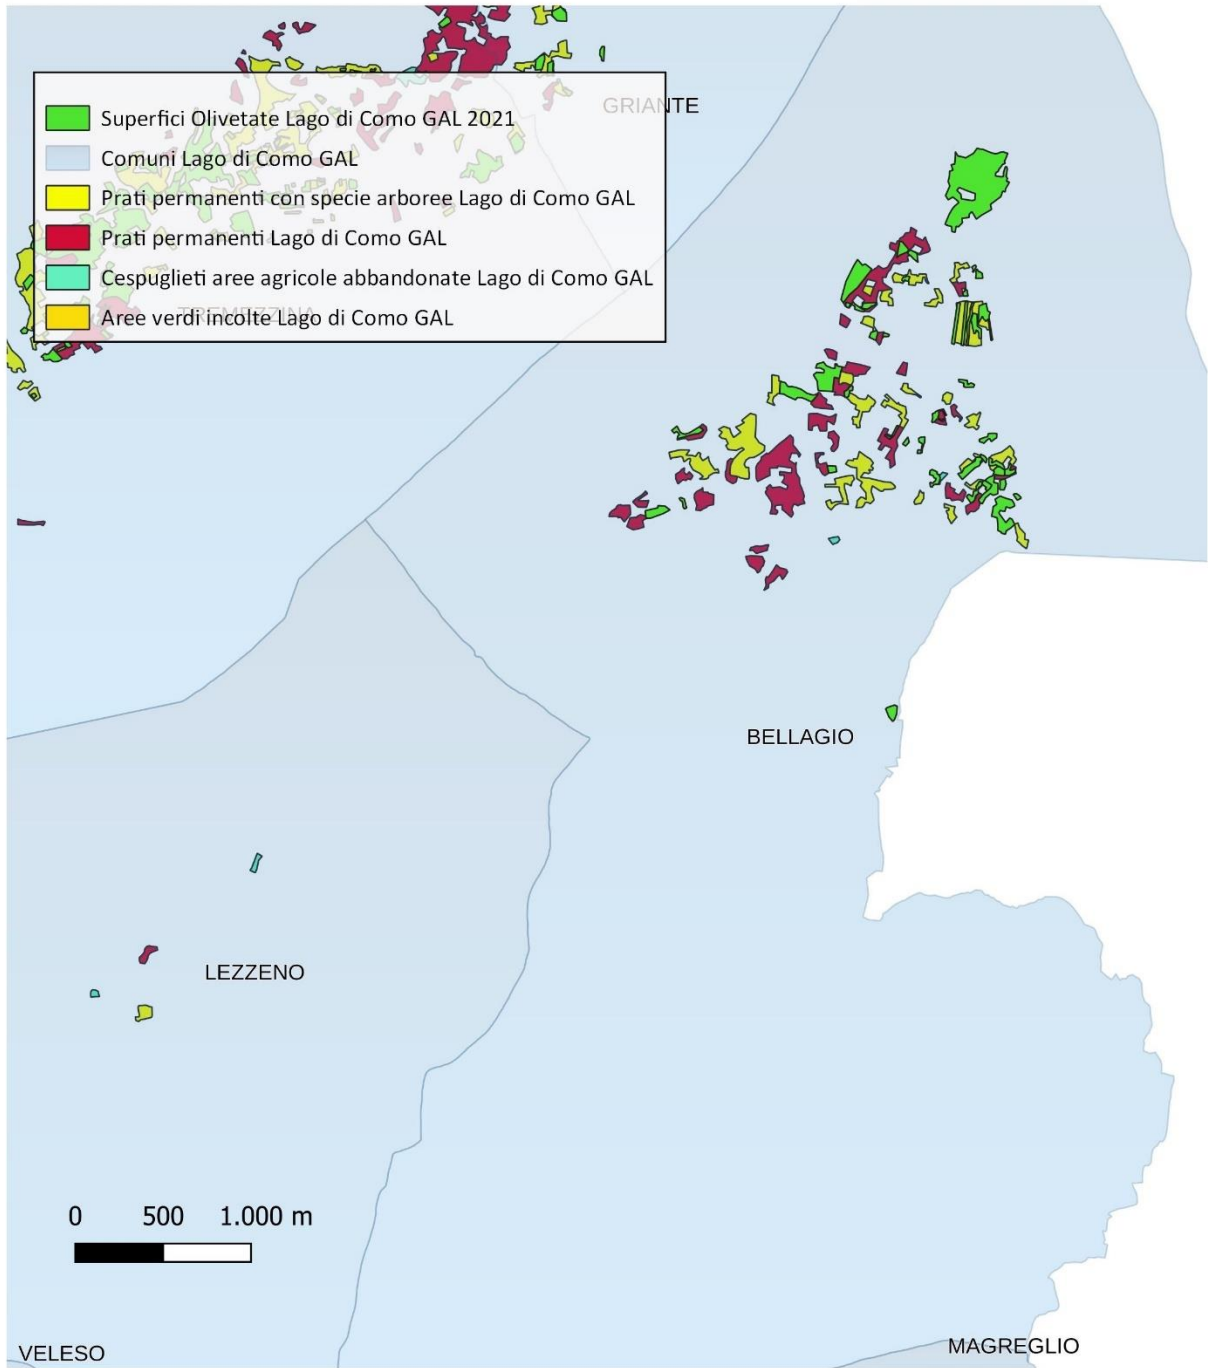 GRIANTE
Superfici Olivetate Lago di Como GAL 2021
Comuni Lago di Como GAL
Prati permanenti con specie arboree Lago di Como GAL
Prati permanenti Lago di Como GAL
Cespuglieti aree agricole abbandonate Lago di Como GAL
TREMEZZINA
Aree verdi incolte Lago di Como GAL
BELLAGIO
LEZZENO
0 500 1.000 m
VELESO
MAGREGLIO